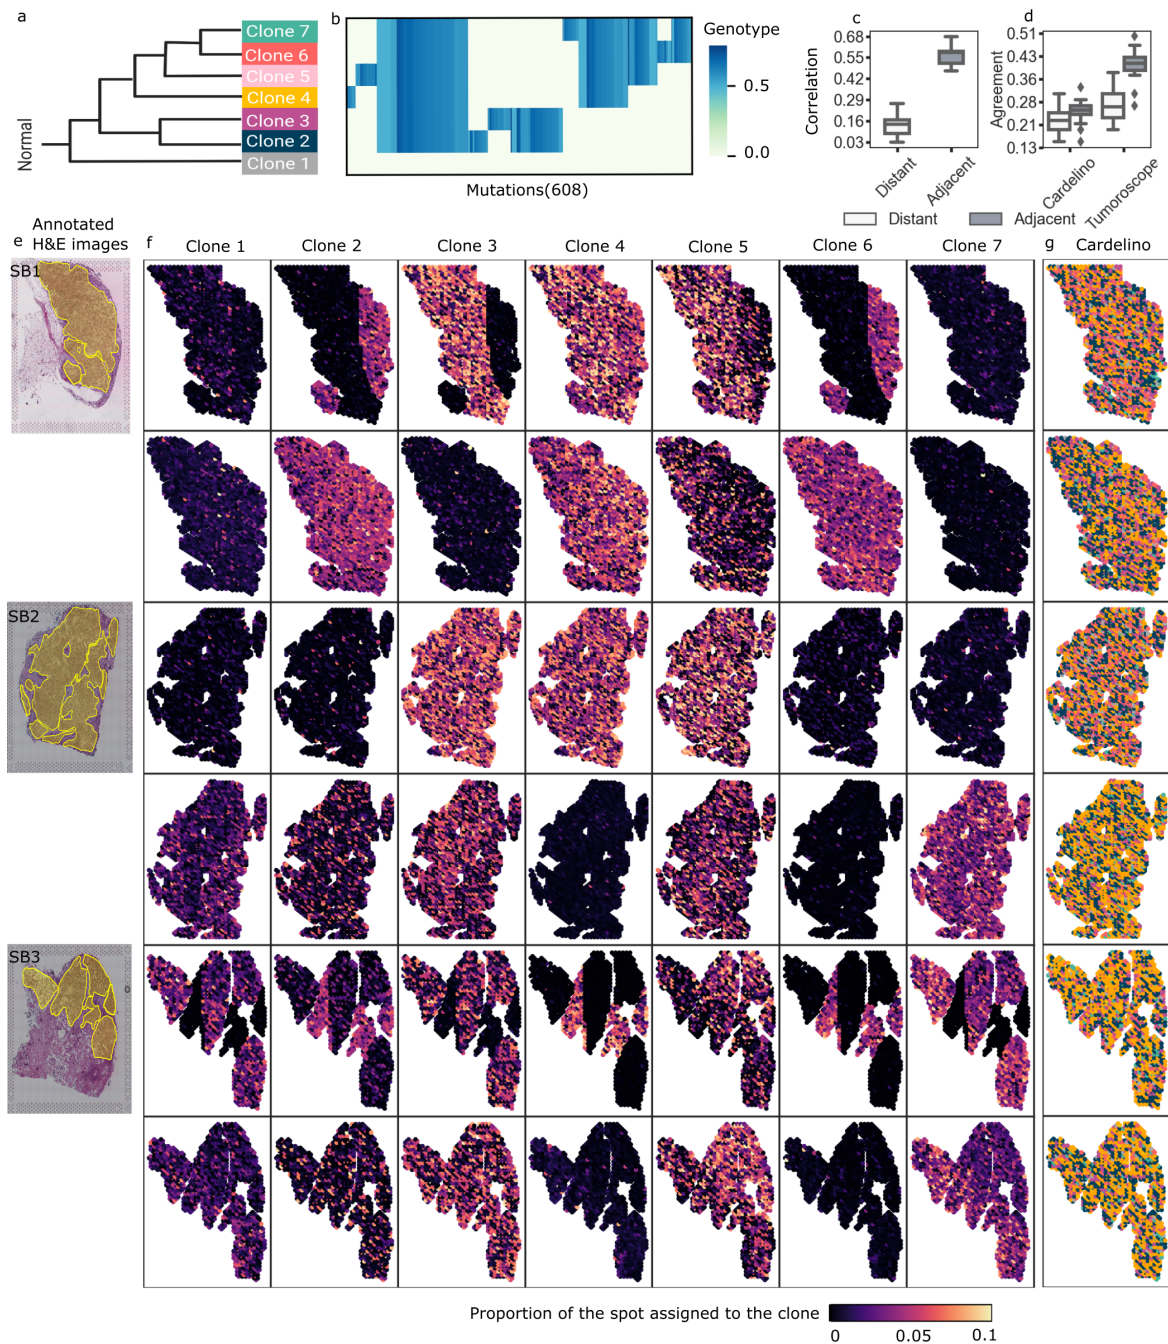 a
Normal
Clone 7
Clone 6
Clone 5
Clone 4
Clone 3
Clone 2
Clone 1
b
Mutations(608)
Genotype
0.5
0.0
c
Correlation
0.68
0.55
0.42
0.29
0.16
0.03
Distant
Adjacent
d
Agreement
0.51
0.43
0.36
0.28
0.21
0.13
Cardelino
Tumoroscope
Distant
Adjacent
e
Annotated
H&E images
f
Clone 1
Clone 2
Clone 3
Clone 4
Clone 5
Clone 6
Clone 7
g
Cardelino
SB1
SB2
SB3
Proportion of the spot assigned to the clone
0
0.05
0.1